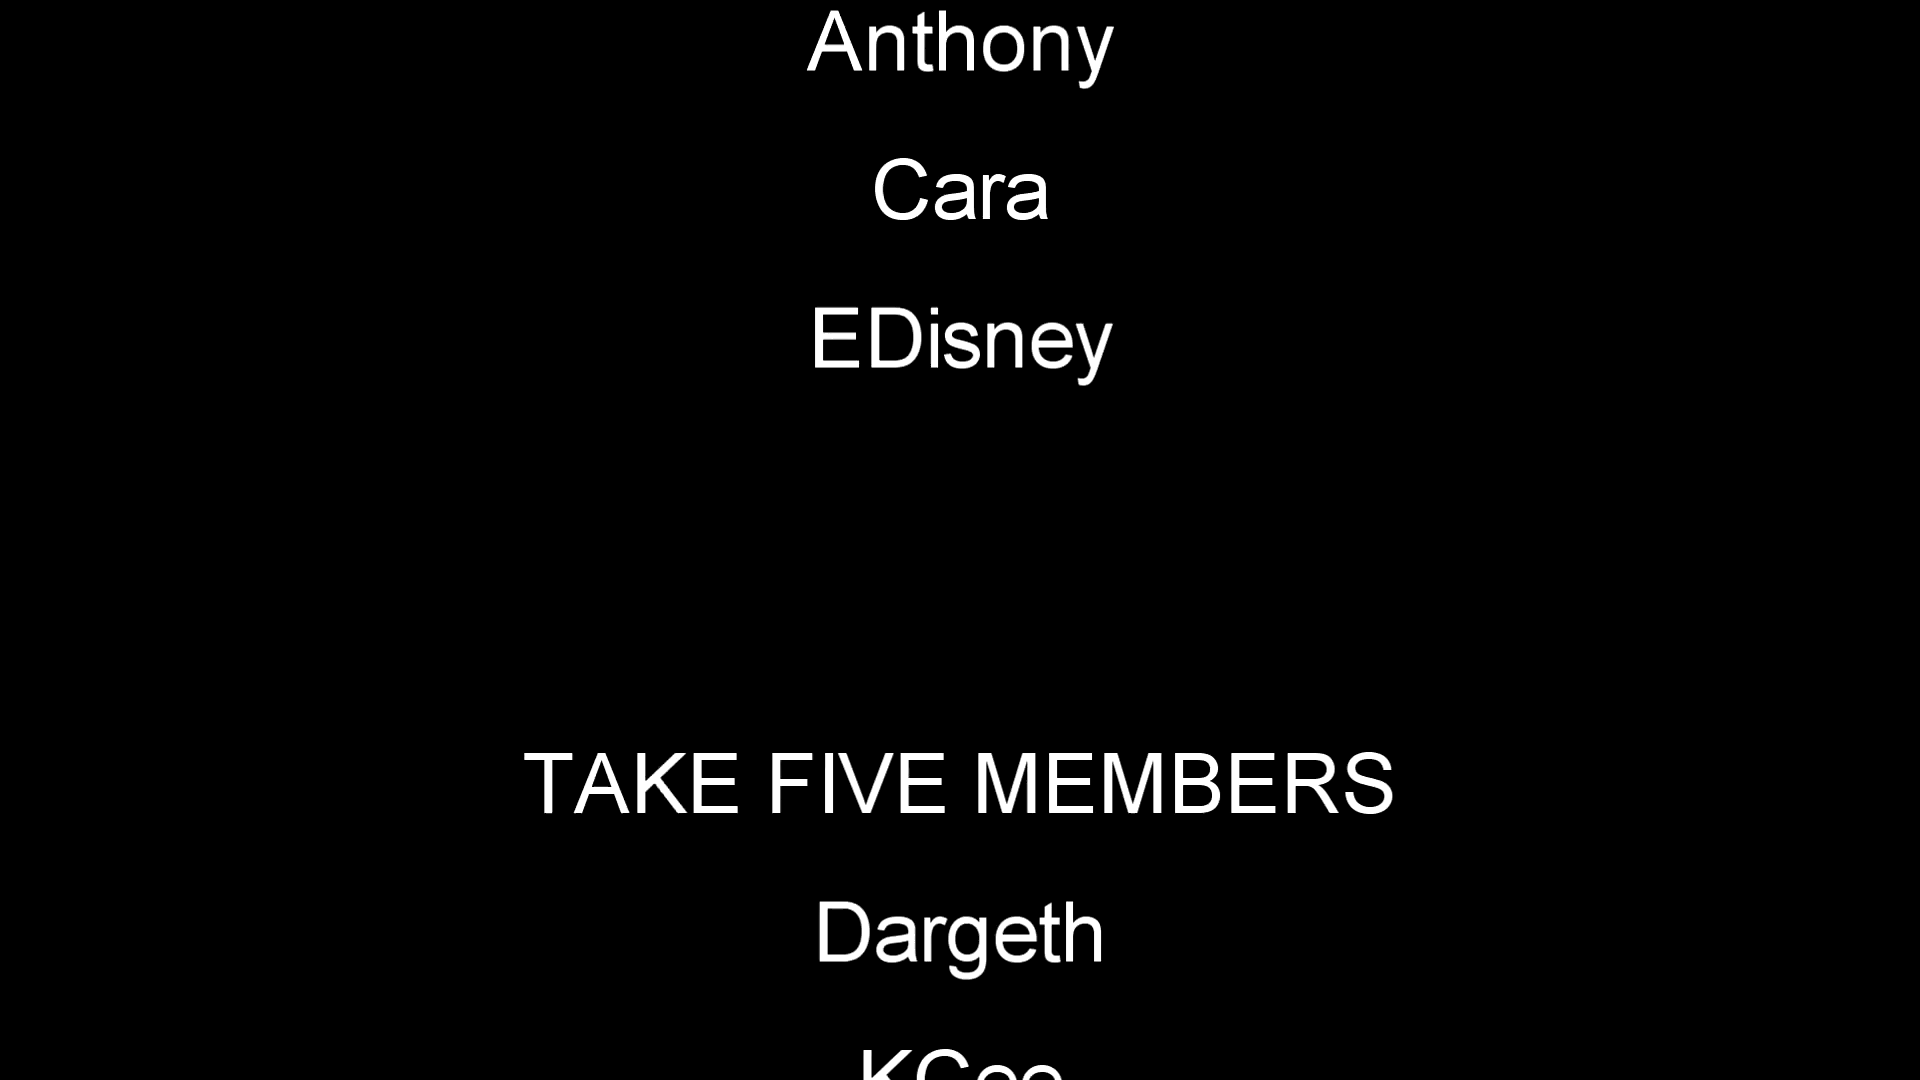 Anthony
Cara
EDisney
TAKE FIVE MEMBERS
Dargeth